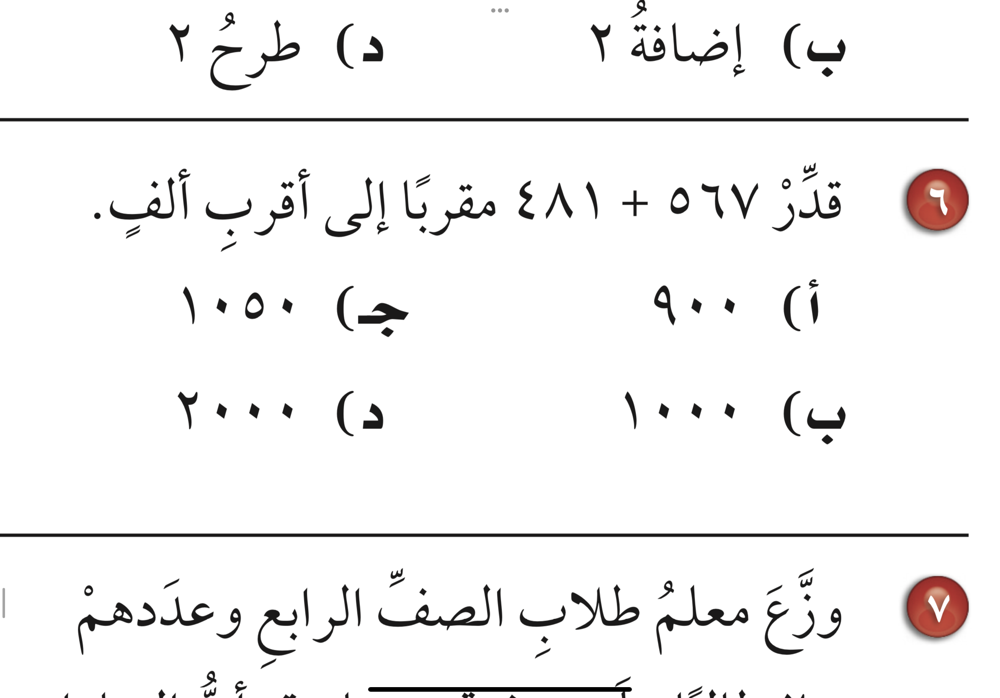 ب) إضافةُ ٢ د) طرحُ ٢
٦ قدِّرْ ٥٦٧ + ٤٨١ مقربًا إلى أقربِ ألفٍ.
أ) ٩٠٠ جـ) ١٠٥٠
ب) ١٠٠٠ د) ٢٠٠٠
٧ وزَّعَ معلمُ طلابِ الصفِّ الرابعِ وعدَدهمْ